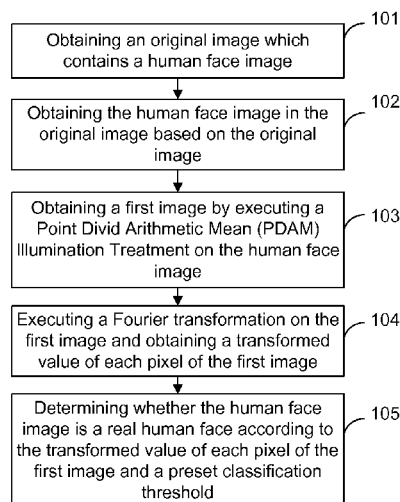 101
Obtaining an original image which
contains a human face image
102
Obtaining the human face image in the
original image based on the original
image
103
Obtaining a first image by executing a
Point Divid Arithmetic Mean (PDAM)
Illumination Treatment on the human face
image
104
Executing a Fourier transformation on the
first image and obtaining a transformed
value of each pixel of the first image
105
Determining whether the human face
image is a real human face according to
the transformed value of each pixel of the
first image and a preset classification
threshold